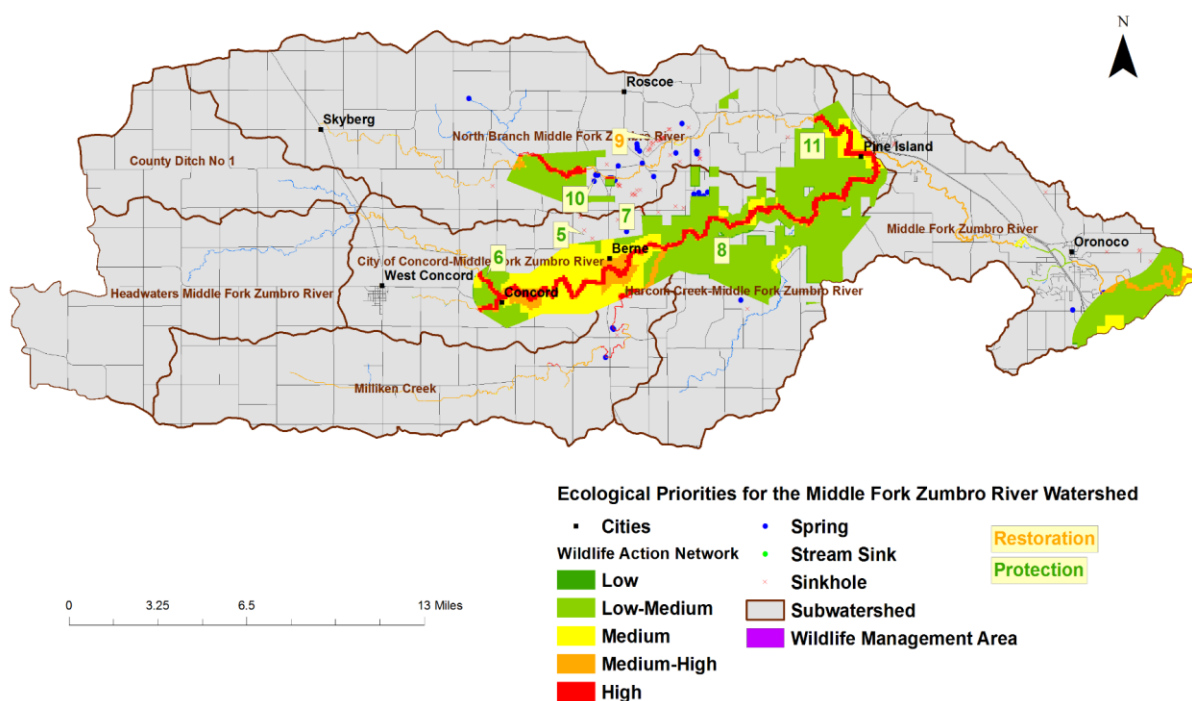 N
Roscoe
Skyberg
North Branch Middle Fork Zumbro River
9
Pine Island
11
County Ditch No 1
10
7
5
Middle Fork Zumbro River
8
Berne
Oronoco
6
City of Concord-Middle Fork Zumbro River
West Concord
Headwaters Middle Fork Zumbro River
Concord
Harcom Creek-Middle Fork Zumbro River
Milliken Creek
Ecological Priorities for the Middle Fork Zumbro River Watershed
Cities
Spring
Restoration
Wildlife Action Network
Stream Sink
Protection
Low
Sinkhole
Low-Medium
Subwatershed
Medium
Wildlife Management Area
Medium-High
High
0 3.25 6.5 13 Miles